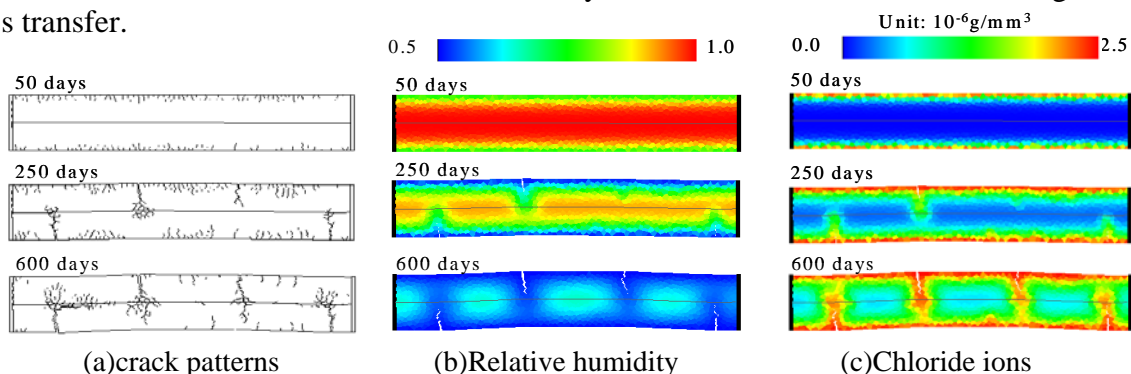 s transfer.
Unit: 10⁻⁶g/mm³
0.5 1.0 0.0 2.5
50 days 50 days 50 days
250 days 250 days 250 days
600 days 600 days 600 days
(a)crack patterns (b)Relative humidity (c)Chloride ions